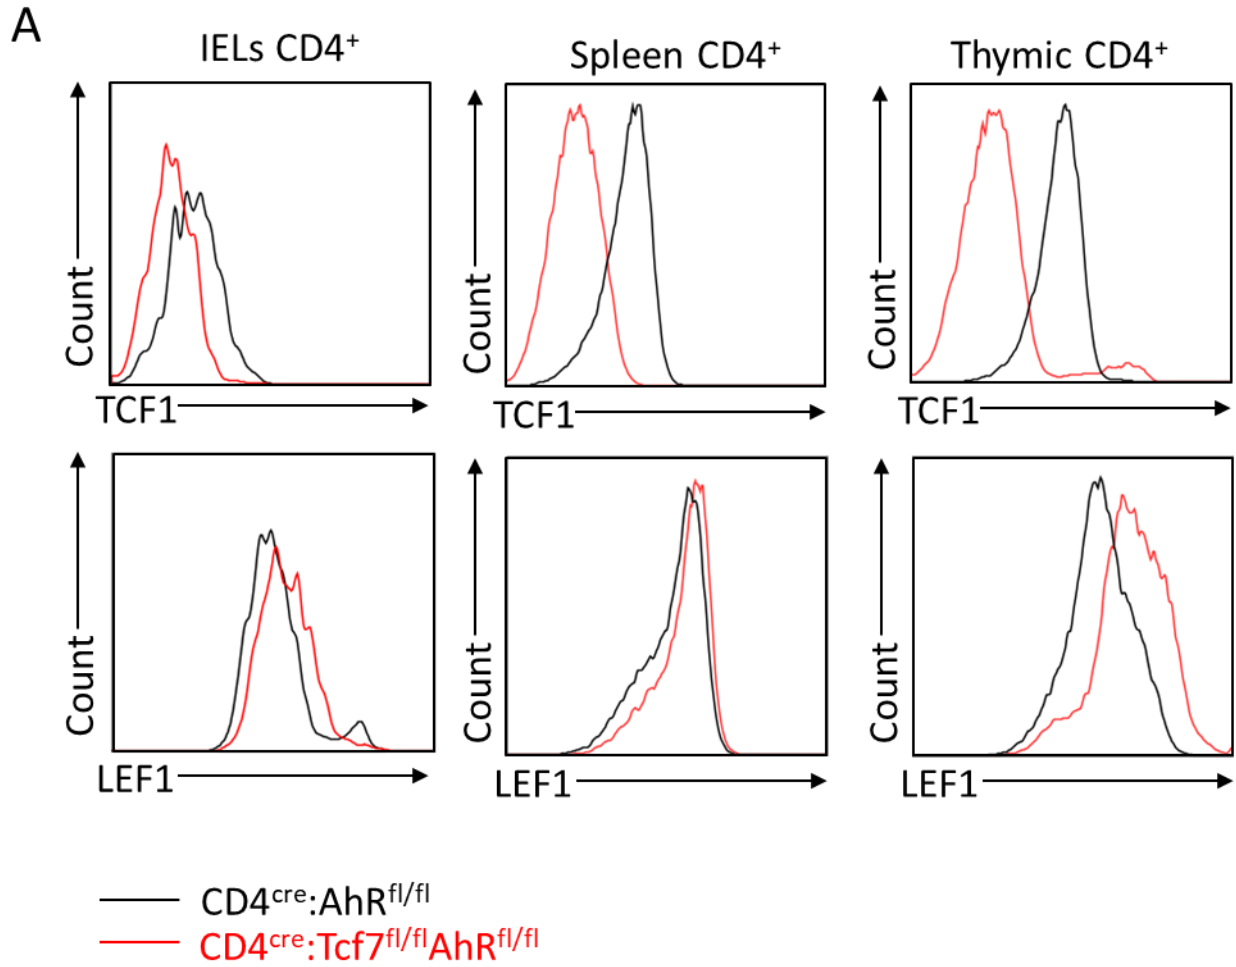 A
IELs CD4⁺
Spleen CD4⁺
Thymic CD4⁺
Count
Count
Count
TCF1
TCF1
TCF1
Count
Count
Count
LEF1
LEF1
LEF1
CD4ᶜʳᵉ:AhRᶠˡ/ᶠˡ
CD4ᶜʳᵉ:Tcf7ᶠˡ/ᶠˡAhRᶠˡ/ᶠˡ